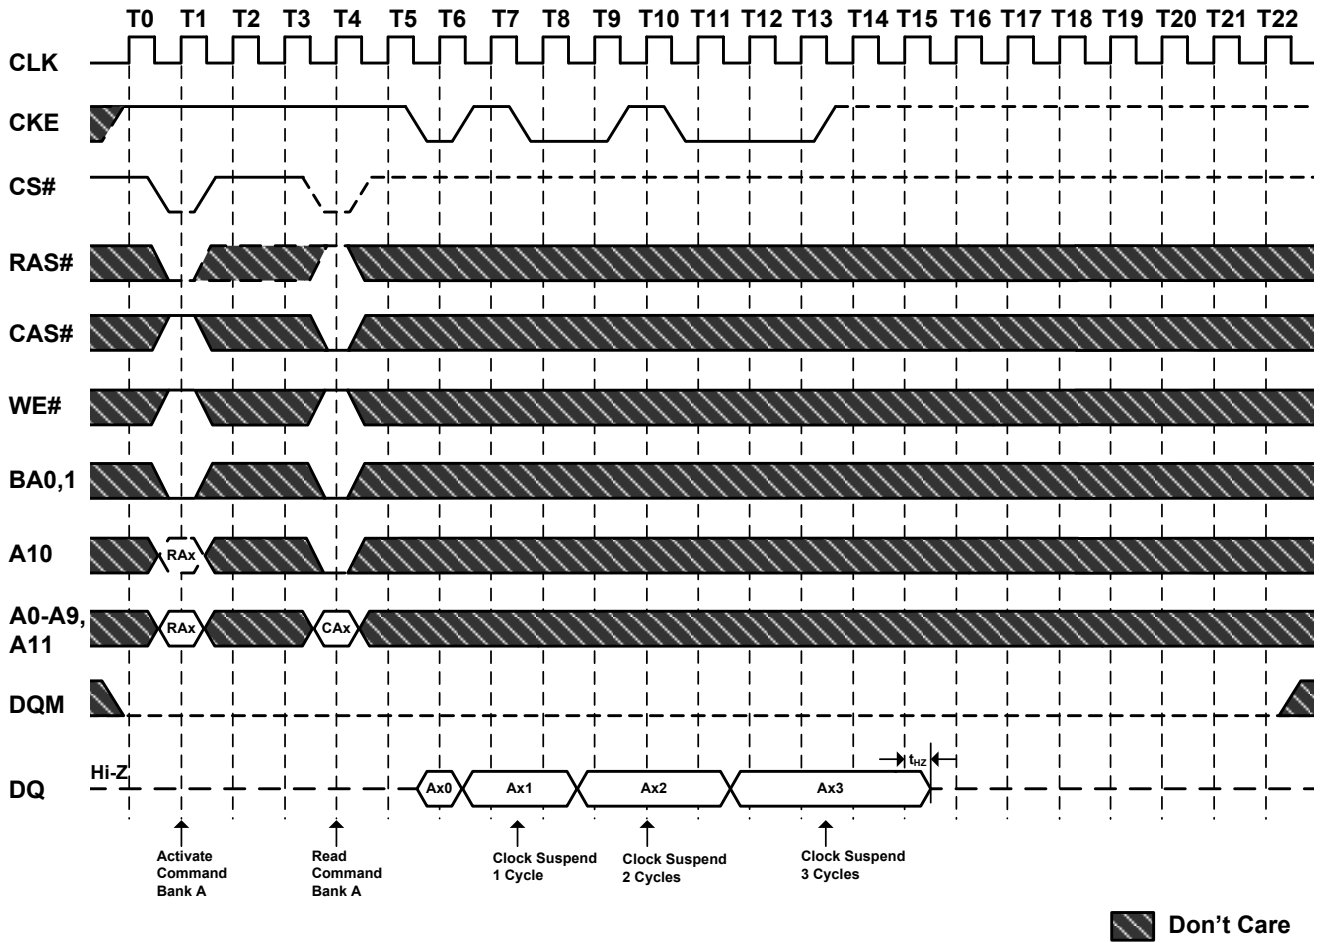 T0 T1 T2 T3 T4 T5 T6 T7 T8 T9 T10 T11 T12 T13 T14 T15 T16 T17 T18 T19 T20 T21 T22
CLK
CKE
CS#
RAS#
CAS#
WE#
BA0,1
A10
RAx
A0-A9,
A11
RAx
CAx
DQM
DQ
Hi-Z
Ax0
Ax1
Ax2
Ax3
tHZ
Activate
Command
Bank A
Read
Command
Bank A
Clock Suspend
1 Cycle
Clock Suspend
2 Cycles
Clock Suspend
3 Cycles
Don't Care